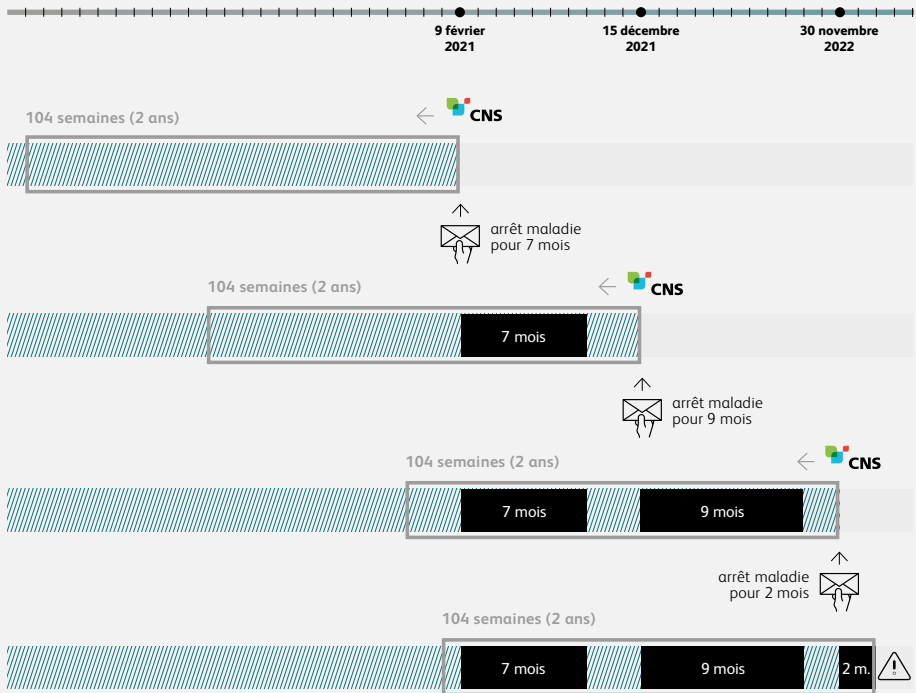 9 février
2021
15 décembre
2021
30 novembre
2022
104 semaines (2 ans)
CNS
arrêt maladie
pour 7 mois
104 semaines (2 ans)
CNS
7 mois
arrêt maladie
pour 9 mois
104 semaines (2 ans)
CNS
7 mois
9 mois
arrêt maladie
pour 2 mois
104 semaines (2 ans)
7 mois
9 mois
2 m.